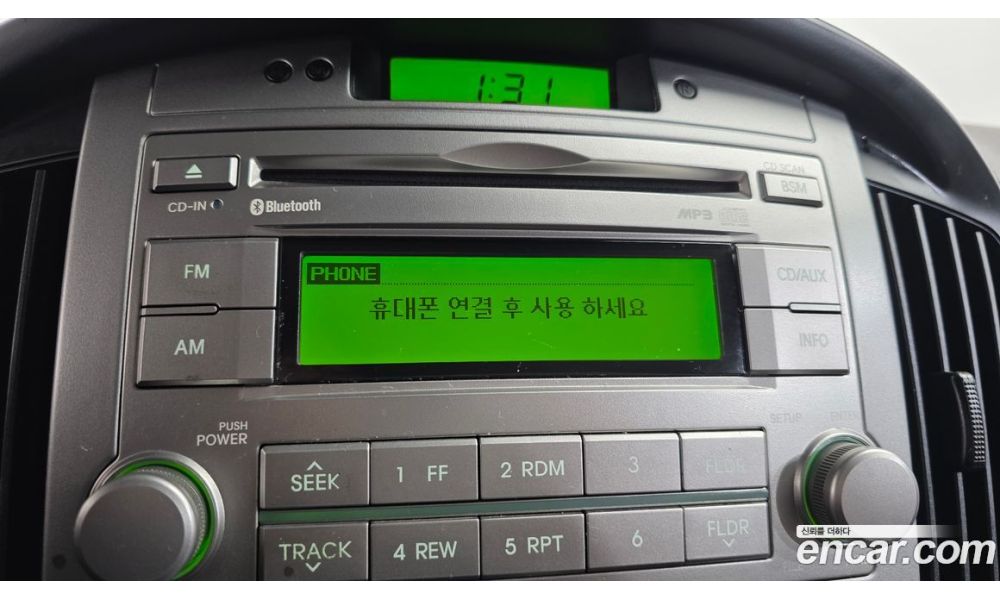 1:31
CD SCAN
BSM
CD-IN
Bluetooth
MP3
FM
PHONE
CD/AUX
휴대폰 연결 후 사용 하세요
AM
INFO
PUSH
POWER
SETUP
ENTER
SEEK
1 FF
2 RDM
3
FLDR
TRACK
4 REW
5 RPT
6
FLDR
신뢰를 더하다
encar.com